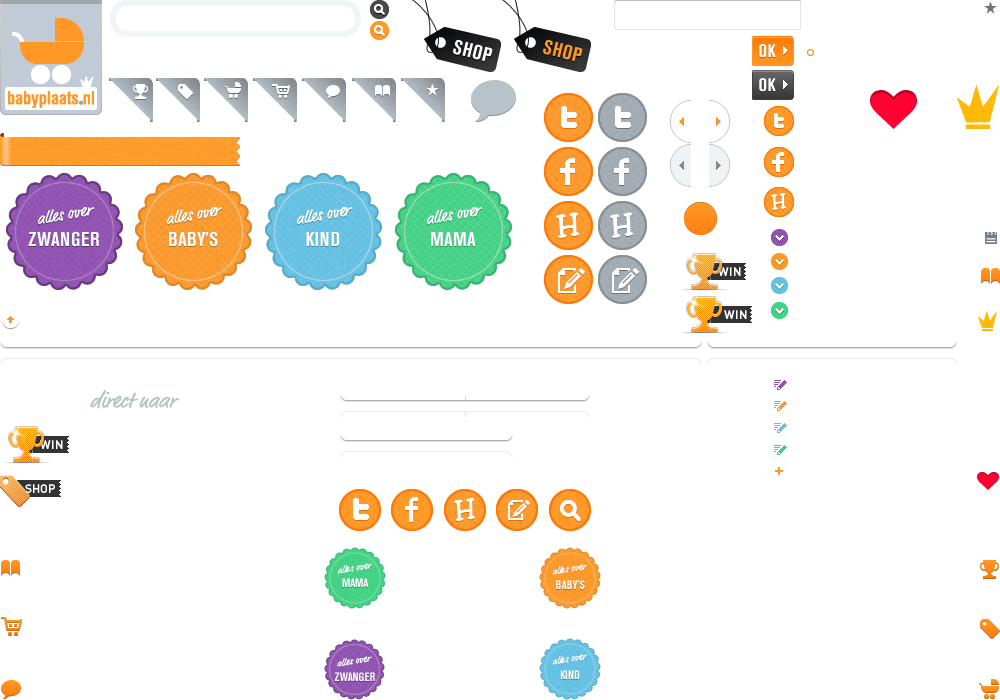 babyplaats.nl
SHOP
SHOP
OK
OK
alles over
ZWANGER
alles over
BABY'S
alles over
KIND
alles over
MAMA
H
H
H
WIN
WIN
direct naar
WIN
SHOP
H
alles over
MAMA
alles over
BABY'S
alles over
ZWANGER
alles over
KIND